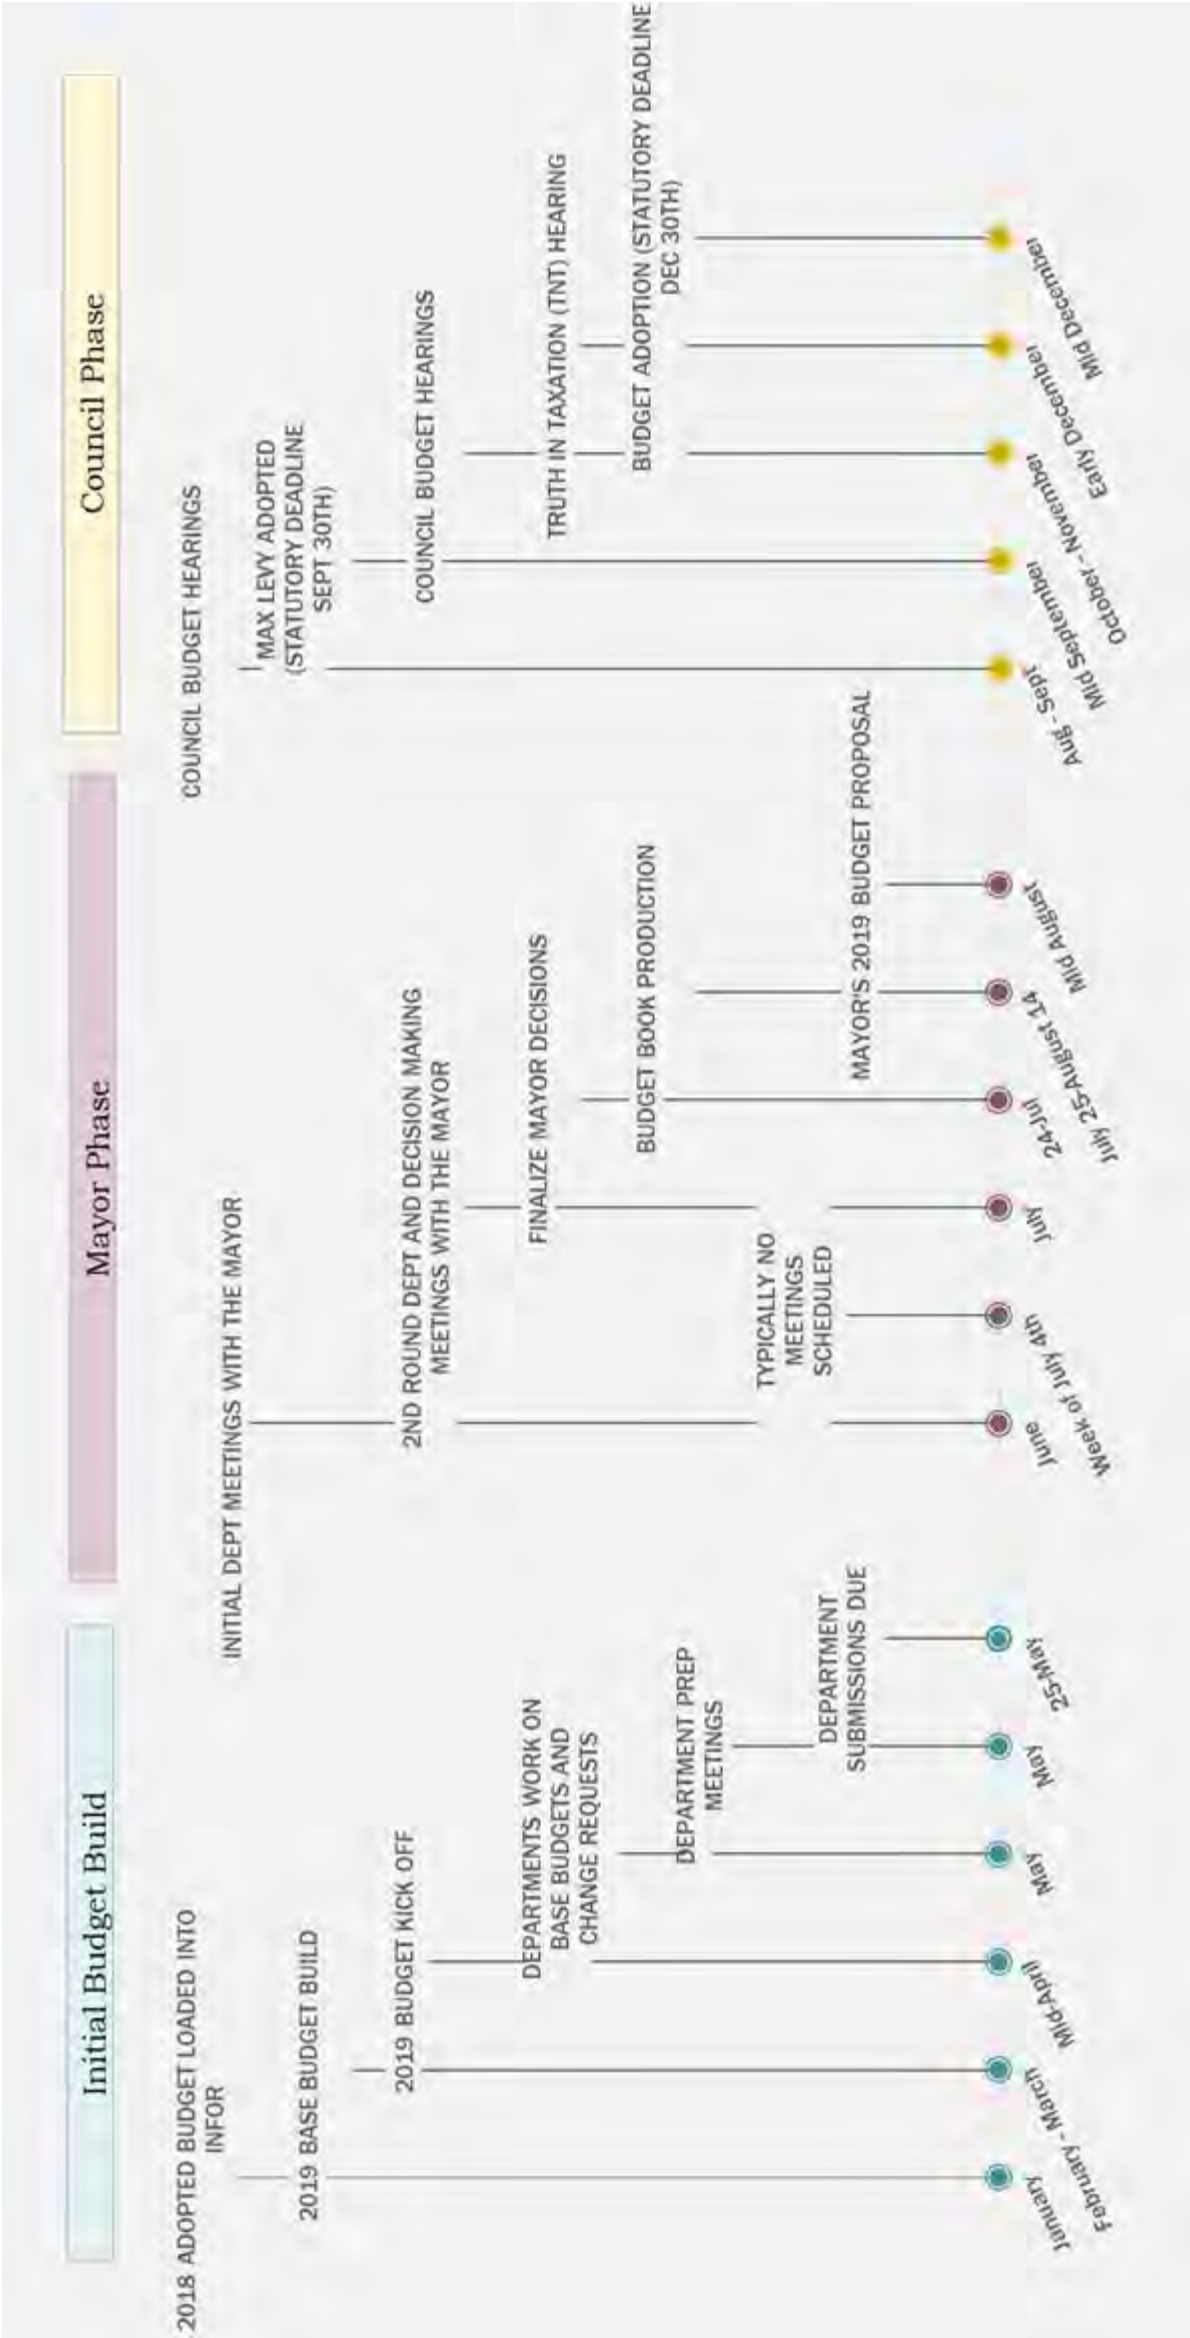 Initial Budget Build
Mayor Phase
Council Phase
2018 ADOPTED BUDGET LOADED INTO
INFOR
2019 BASE BUDGET BUILD
2019 BUDGET KICK OFF
DEPARTMENTS WORK ON
BASE BUDGETS AND
CHANGE REQUESTS
DEPARTMENT PREP
MEETINGS
DEPARTMENT
SUBMISSIONS DUE
INITIAL DEPT MEETINGS WITH THE MAYOR
2ND ROUND DEPT AND DECISION MAKING
MEETINGS WITH THE MAYOR
FINALIZE MAYOR DECISIONS
BUDGET BOOK PRODUCTION
TYPICALLY NO
MEETINGS
SCHEDULED
MAYOR'S 2019 BUDGET PROPOSAL
COUNCIL BUDGET HEARINGS
MAX LEVY ADOPTED
(STATUTORY DEADLINE
SEPT 30TH)
COUNCIL BUDGET HEARINGS
TRUTH IN TAXATION (TNT) HEARING
BUDGET ADOPTION (STATUTORY DEADLINE
DEC 30TH)
January
February - March
Mid-April
May
May
25-May
June
Week of July 4th
July
24-Jul
July 25-August 14
Mid August
Aug - Sept
Mid September
October - November
Early December
Mid December